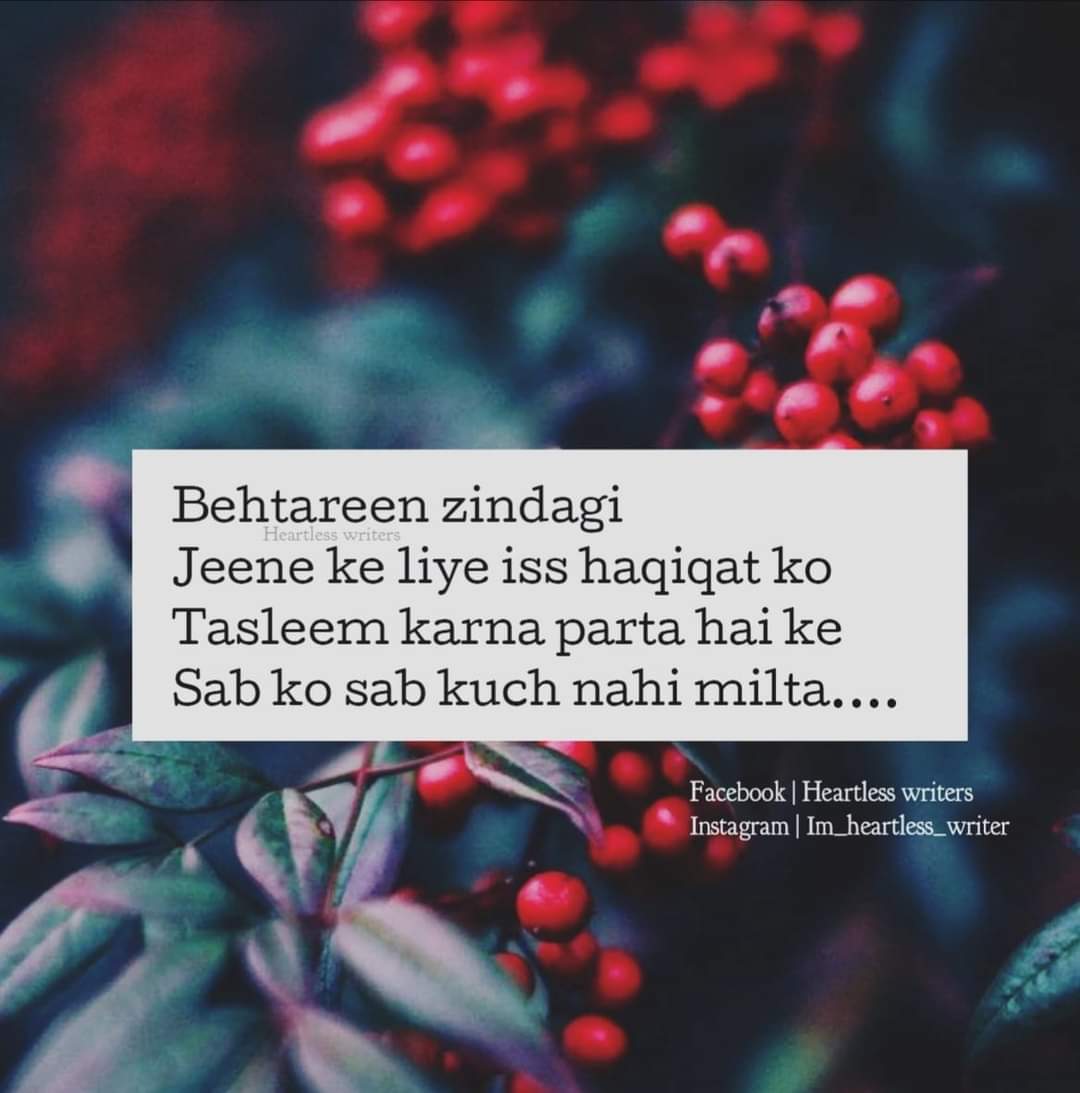 Behtareen zindagi
Heartless writers
Jeene ke liye iss haqiqat ko
Tasleem karna parta hai ke
Sab ko sab kuch nahi milta....
Facebook | Heartless writers
Instagram | Im_heartless_writer